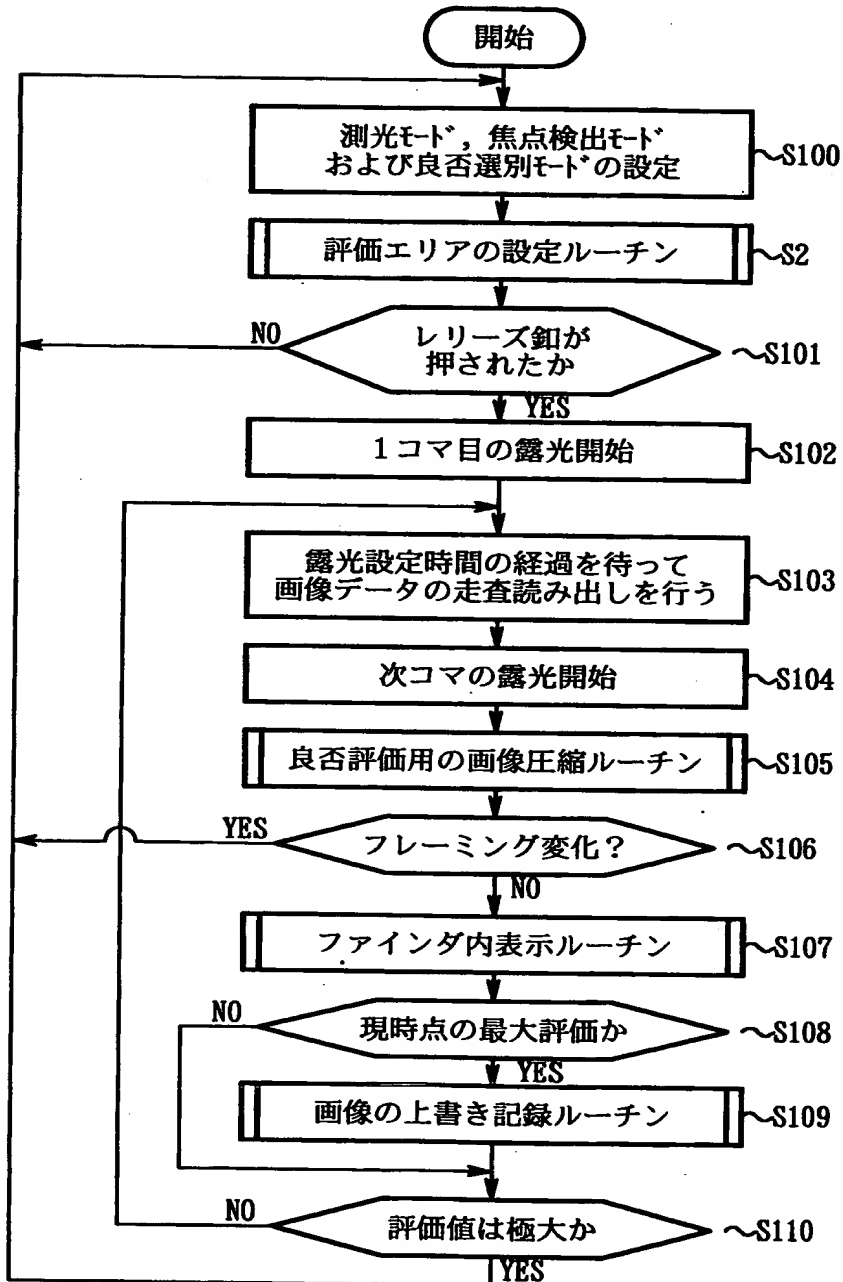 開始
測光モード，焦点検出モード
および良否選別モードの設定
~S100
評価エリアの設定ルーチン
~S2
NO
レリーズ釦が
押されたか
~S101
YES
1コマ目の露光開始
~S102
露光設定時間の経過を待って
画像データの走査読み出しを行う
~S103
次コマの露光開始
~S104
良否評価用の画像圧縮ルーチン
~S105
YES
フレーミング変化？
~S106
NO
ファインダ内表示ルーチン
~S107
NO
現時点の最大評価か
~S108
YES
画像の上書き記録ルーチン
~S109
NO
評価値は極大か
~S110
YES